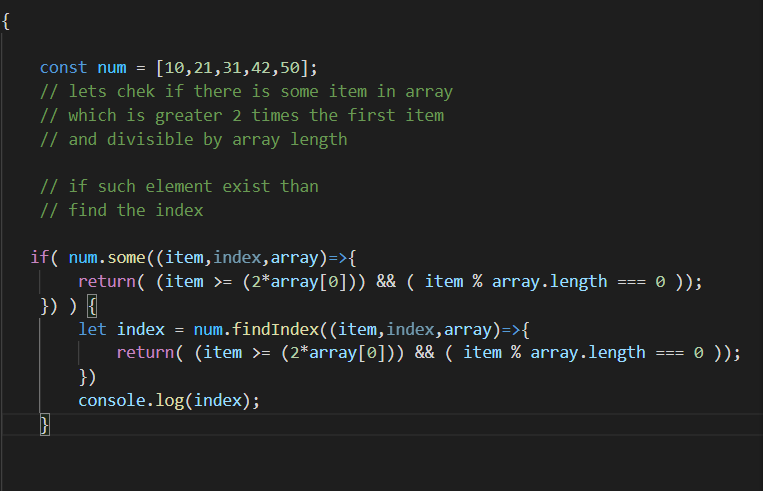 {
const num = [10,21,31,42,50];
// lets chek if there is some item in array
// which is greater 2 times the first item
// and divisible by array length
// if such element exist than
// find the index
if( num.some((item,index,array)=>{
return( (item >= (2*array[0])) && ( item % array.length === 0 ));
}) ) {
let index = num.findIndex((item,index,array)=>{
return( (item >= (2*array[0])) && ( item % array.length === 0 ));
})
console.log(index);
}